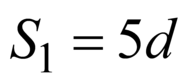 S₁ = 5d